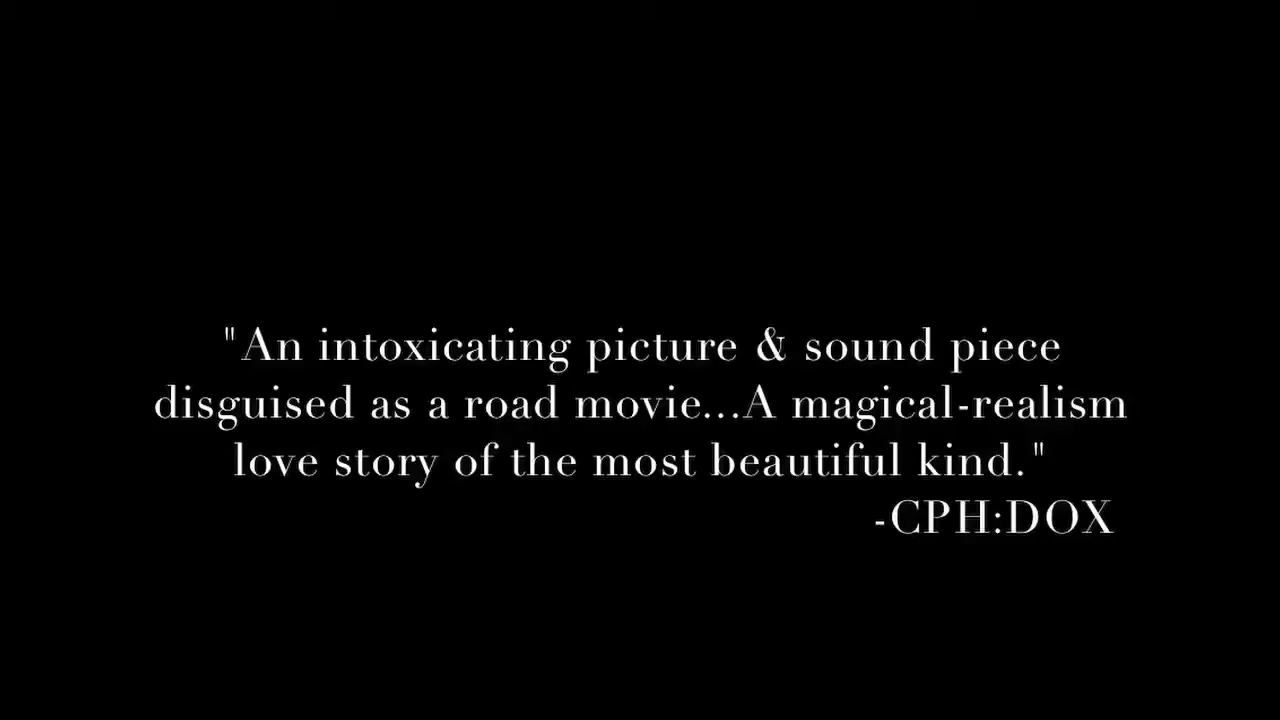 "An intoxicating picture & sound piece
disguised as a road movie...A magical-realism
love story of the most beautiful kind."
-CPH:DOX